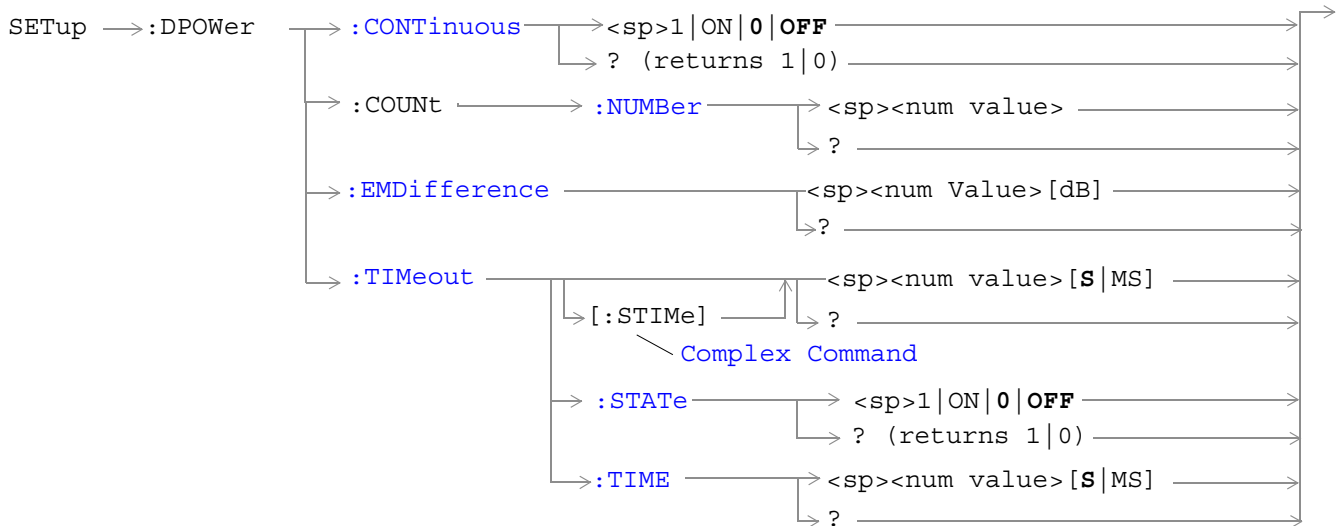 SETup :DPOWer :CONTinuous <sp>1|ON|0|OFF
? (returns 1|0)
:COUNt :NUMBer <sp><num value>
?
:EMDifference <sp><num Value>[dB]
?
:TIMeout <sp><num value>[S|MS]
[:STIMe] ?
Complex Command
:STATe <sp>1|ON|0|OFF
? (returns 1|0)
:TIME <sp><num value>[S|MS]
?